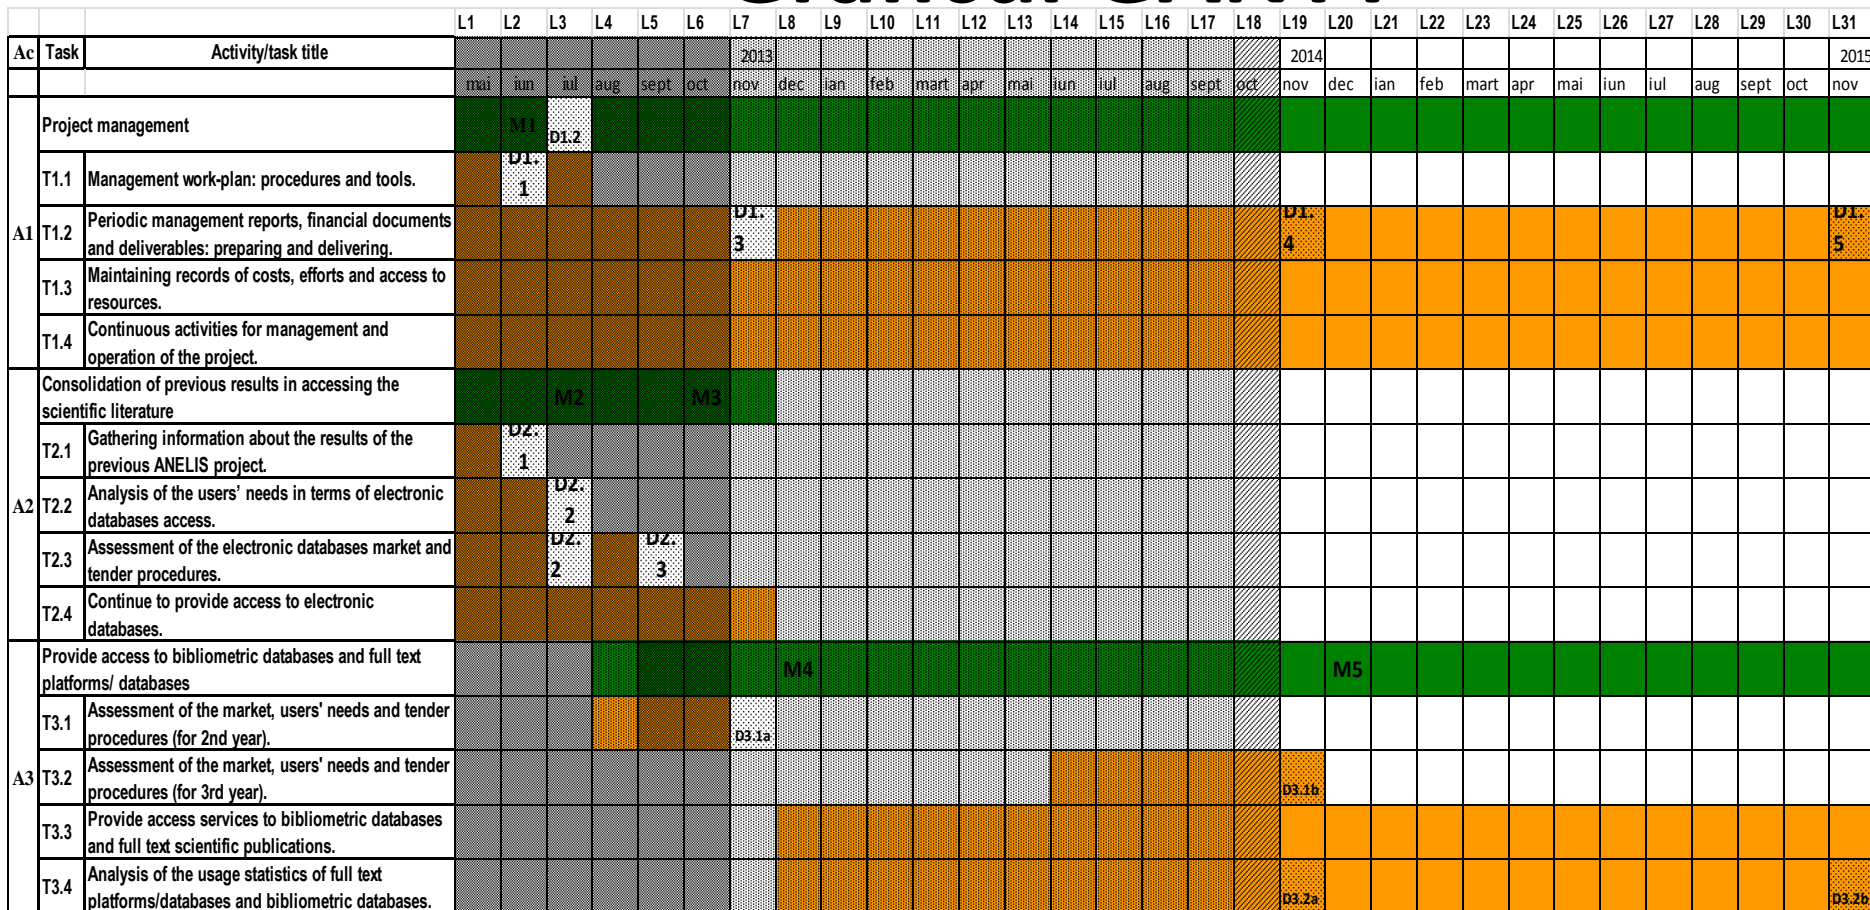 L1 L2 L3 L4 L5 L6 L7 L8 L9 L10 L11 L12 L13 L14 L15 L16 L17 L18 L19 L20 L21 L22 L23 L24 L25 L26 L27 L28 L29 L30 L31
Ac Task Activity/task title 2013 2014 2015
mai iun iul aug sept oct nov dec ian feb mart apr mai iun iul aug sept oct nov dec ian feb mart apr mai iun iul aug sept oct nov
Project management M1 D1.2
T1.1 Management work-plan: procedures and tools. D1.
1
A1 T1.2 Periodic management reports, financial documents D1. D1. D1.
and deliverables: preparing and delivering. 3 4 5
T1.3 Maintaining records of costs, efforts and access to
resources.
T1.4 Continuous activities for management and
operation of the project.
Consolidation of previous results in accessing the
scientific literature M2 M3
T2.1 Gathering information about the results of the D2.
previous ANELIS project. 1
A2 T2.2 Analysis of the users' needs in terms of electronic D2.
databases access. 2
T2.3 Assessment of the electronic databases market and D2. D2.
tender procedures. 2 3
T2.4 Continue to provide access to electronic
databases.
Provide access to bibliometric databases and full text
platforms/ databases M4 M5
T3.1 Assessment of the market, users' needs and tender
procedures (for 2nd year). D3.1a
A3 T3.2 Assessment of the market, users' needs and tender
procedures (for 3rd year). D3.1b
T3.3 Provide access services to bibliometric databases
and full text scientific publications.
T3.4 Analysis of the usage statistics of full text
platforms/databases and bibliometric databases. D3.2a D3.2b